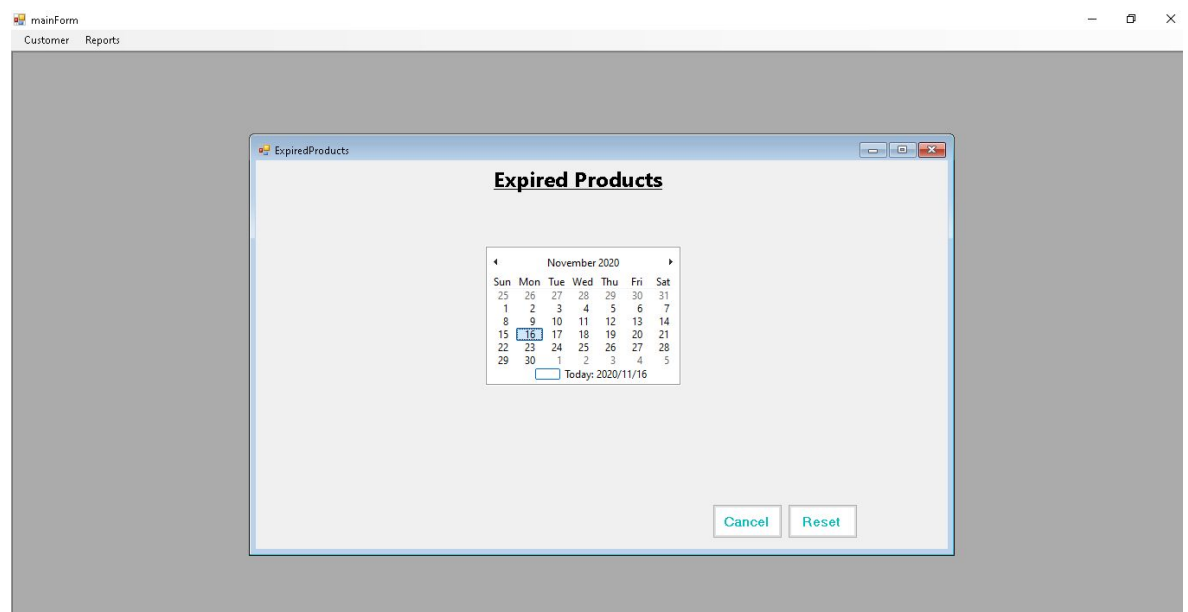 mainForm
Customer Reports
ExpiredProducts
Expired Products
November 2020
Sun Mon Tue Wed Thu Fri Sat
25 26 27 28 29 30 31
1 2 3 4 5 6 7
8 9 10 11 12 13 14
15 16 17 18 19 20 21
22 23 24 25 26 27 28
29 30 1 2 3 4 5
Today: 2020/11/16
Cancel Reset